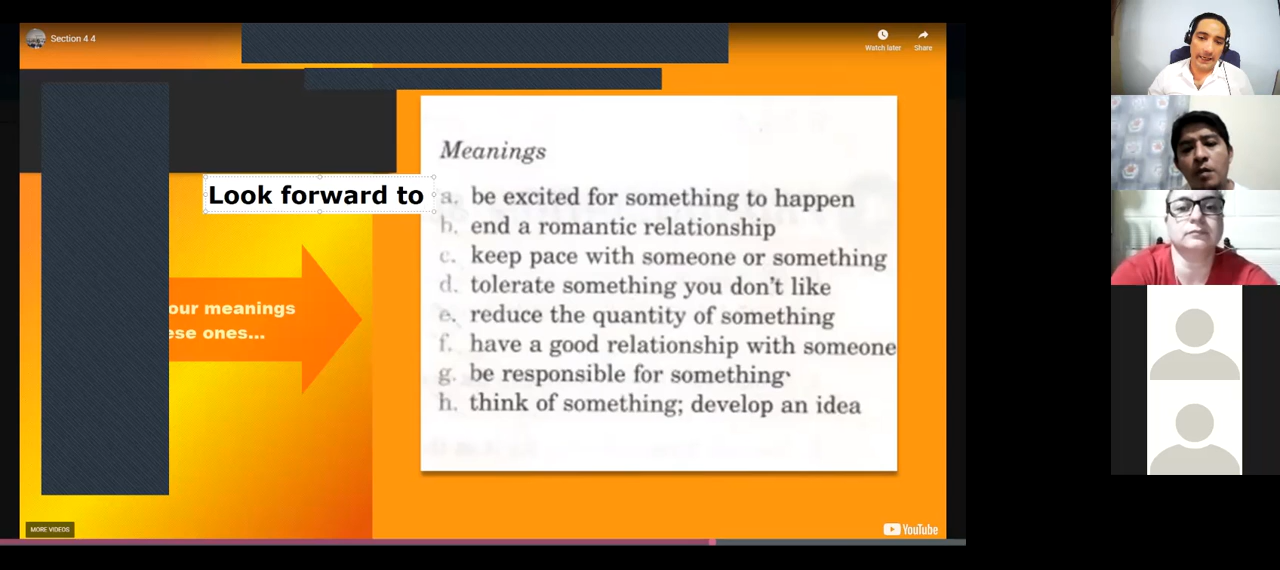 Section 4 4
Watch later
Share
Meanings
Look forward to
a. be excited for something to happen
b. end a romantic relationship
c. keep pace with someone or something
d. tolerate something you don't like
e. reduce the quantity of something
f. have a good relationship with someone
g. be responsible for something
h. think of something; develop an idea
our meanings
ese ones...
MORE VIDEOS
YouTube